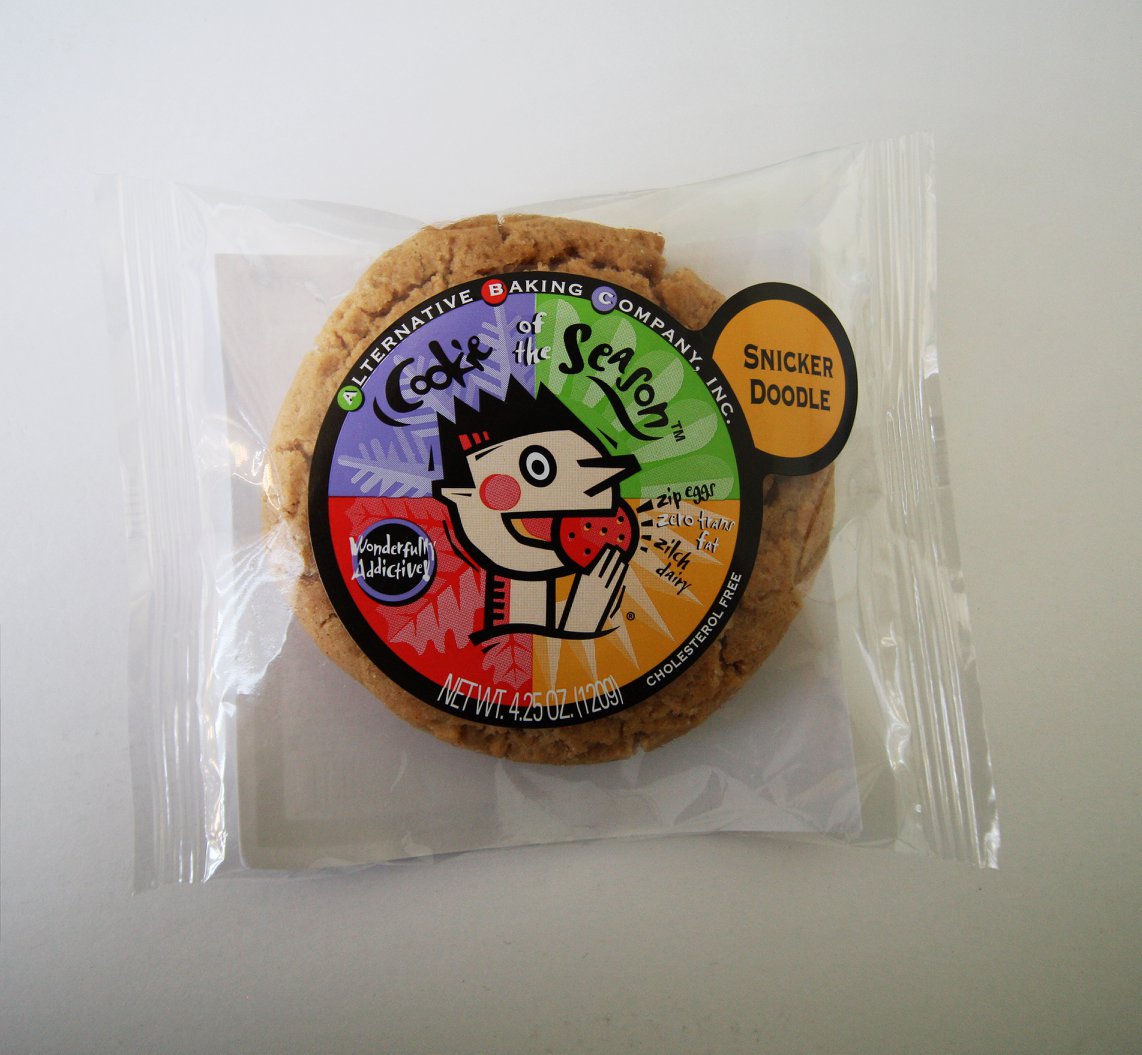 ALTERNATIVE BAKING COMPANY, INC.
Cookie
of
the
Season™
SNICKER
DOODLE
zip eggs
zero trans
fat
zilch
dairy
Wonderfully
Addictive!
®
CHOLESTEROL FREE
NET WT. 4.25 OZ. (120g)